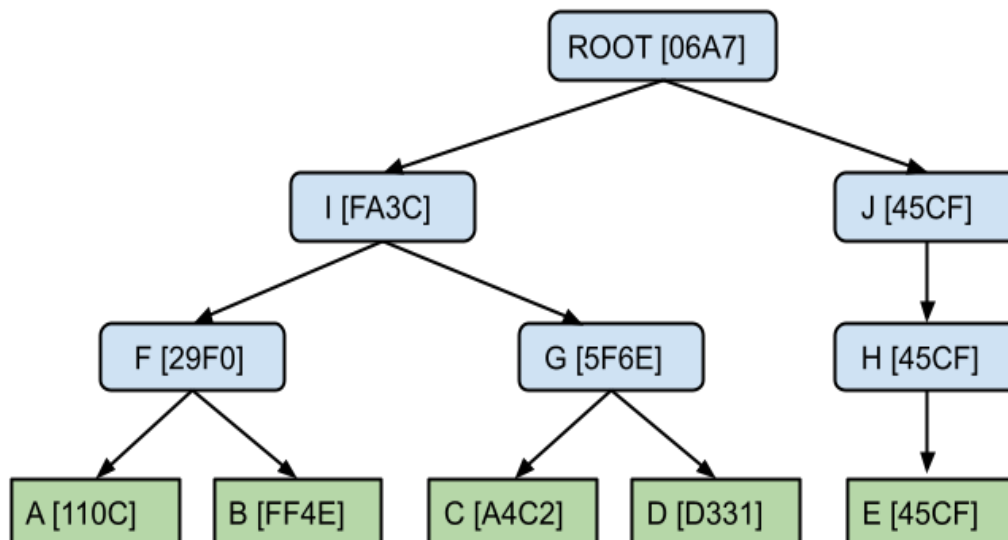 ROOT [06A7]
I [FA3C]
J [45CF]
F [29F0]
G [5F6E]
H [45CF]
A [110C]
B [FF4E]
C [A4C2]
D [D331]
E [45CF]